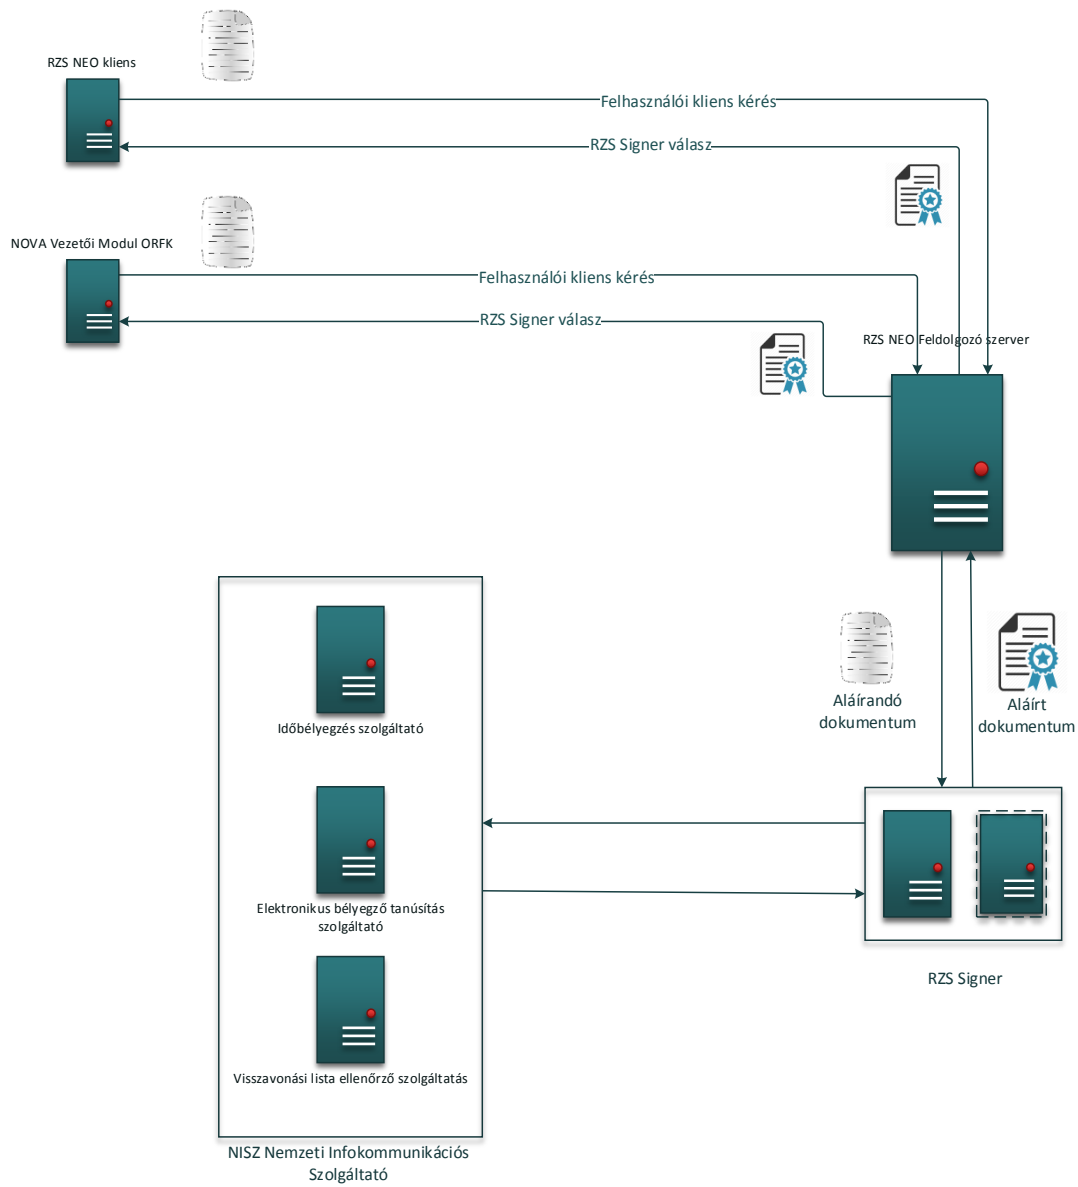 RZS NEO kliens
Felhasználói kliens kérés
RZS Signer válasz
NOVA Vezetői Modul ORFK
Felhasználói kliens kérés
RZS Signer válasz
RZS NEO Feldolgozó szerver
Aláírandó
dokumentum
Aláírt
dokumentum
Időbélyegzés szolgáltató
Elektronikus bélyegző tanúsítás
szolgáltató
RZS Signer
Visszavonási lista ellenőrző szolgáltatás
NISZ Nemzeti Infokommunikációs
Szolgáltató